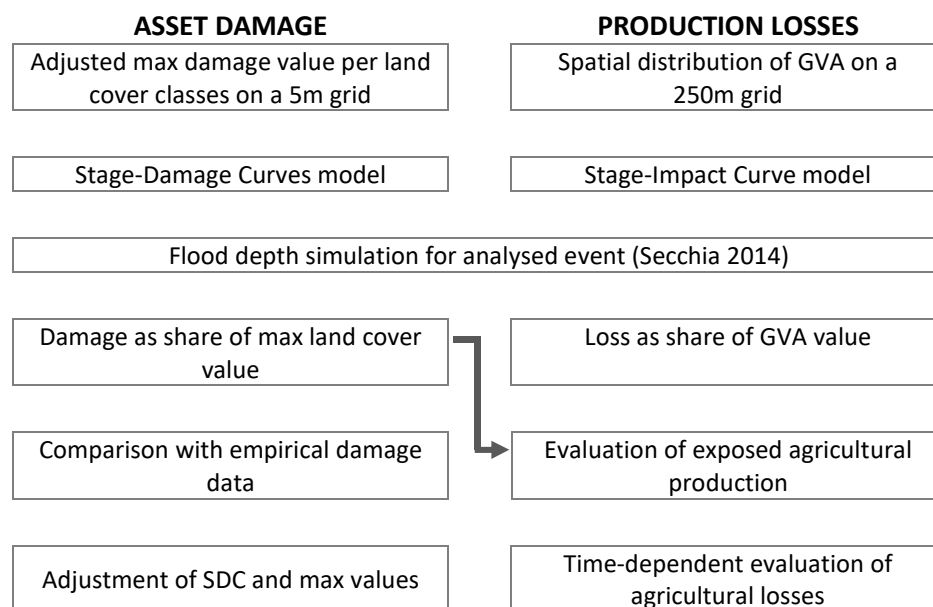 ASSET DAMAGE
PRODUCTION LOSSES
Adjusted max damage value per land
cover classes on a 5m grid
Spatial distribution of GVA on a
250m grid
Stage-Damage Curves model
Stage-Impact Curve model
Flood depth simulation for analysed event (Secchia 2014)
Damage as share of max land cover
value
Loss as share of GVA value
Comparison with empirical damage
data
Evaluation of exposed agricultural
production
Adjustment of SDC and max values
Time-dependent evaluation of
agricultural losses